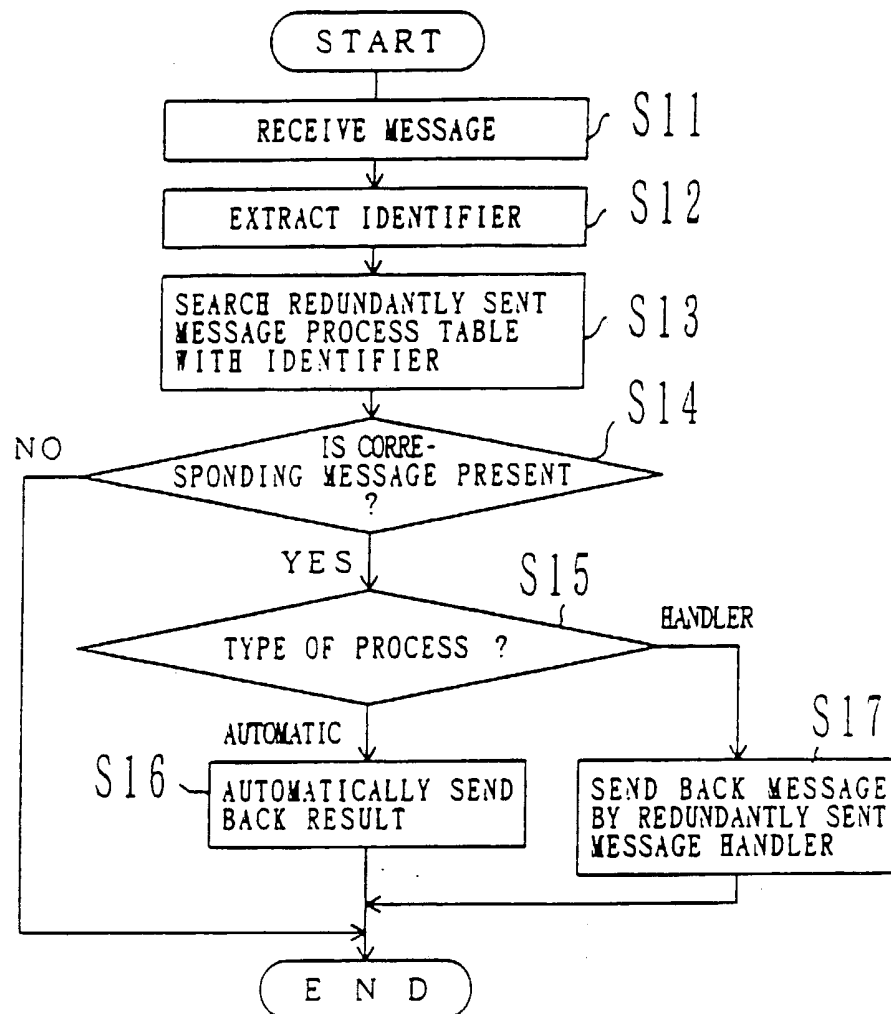 START
RECEIVE MESSAGE
S11
EXTRACT IDENTIFIER
S12
SEARCH REDUNDANTLY SENT
MESSAGE PROCESS TABLE
WITH IDENTIFIER
S13
S14
NO
IS CORRE-
SPONDING MESSAGE PRESENT
?
YES
S15
TYPE OF PROCESS ?
HANDLER
AUTOMATIC
S16
AUTOMATICALLY SEND
BACK RESULT
S17
SEND BACK MESSAGE
BY REDUNDANTLY SENT
MESSAGE HANDLER
END